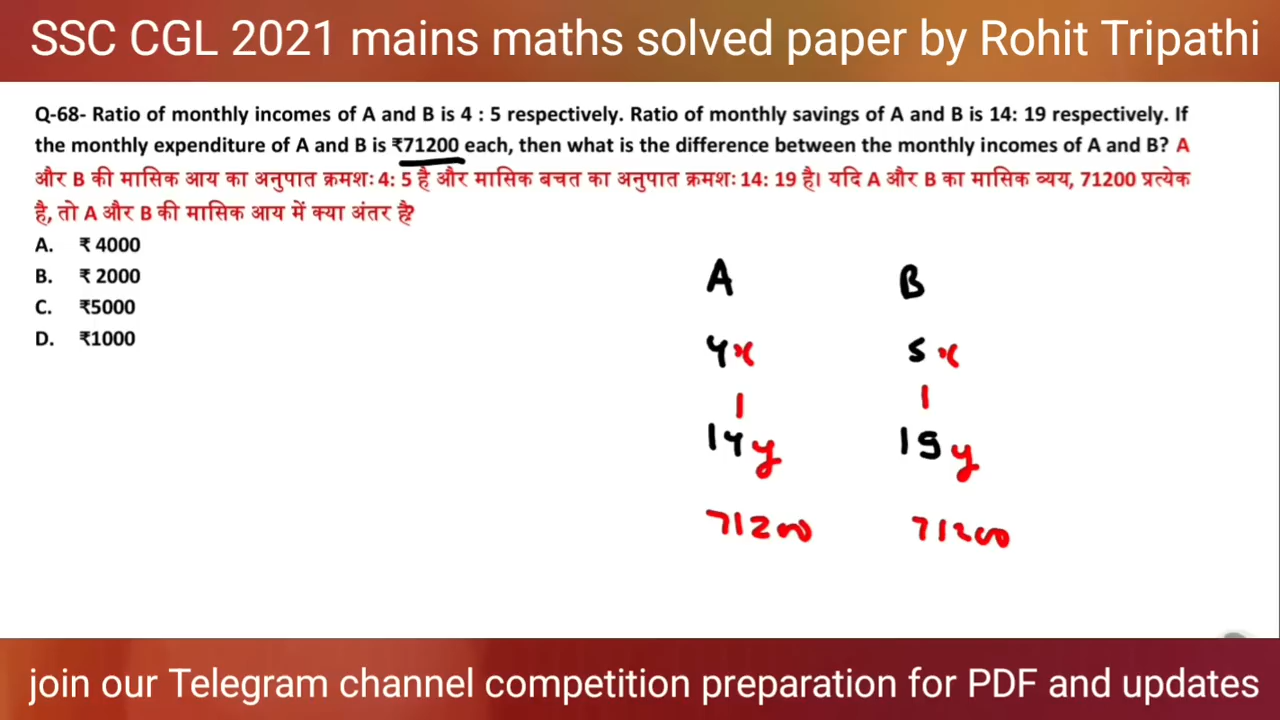 SSC CGL 2021 mains maths solved paper by Rohit Tripathi
Q-68- Ratio of monthly incomes of A and B is 4 : 5 respectively. Ratio of monthly savings of A and B is 14: 19 respectively. If
the monthly expenditure of A and B is ₹71200 each, then what is the difference between the monthly incomes of A and B? A
और B की मासिक आय का अनुपात क्रमशः 4: 5 है और मासिक बचत का अनुपात क्रमशः 14: 19 है। यदि A और B का मासिक व्यय, 71200 प्रत्येक
है, तो A और B की मासिक आय में क्या अंतर है?
A. ₹ 4000
B. ₹ 2000
C. ₹5000
D. ₹1000
A B
4x 5x
| |
14y 19y
71200 71200
join our Telegram channel competition preparation for PDF and updates